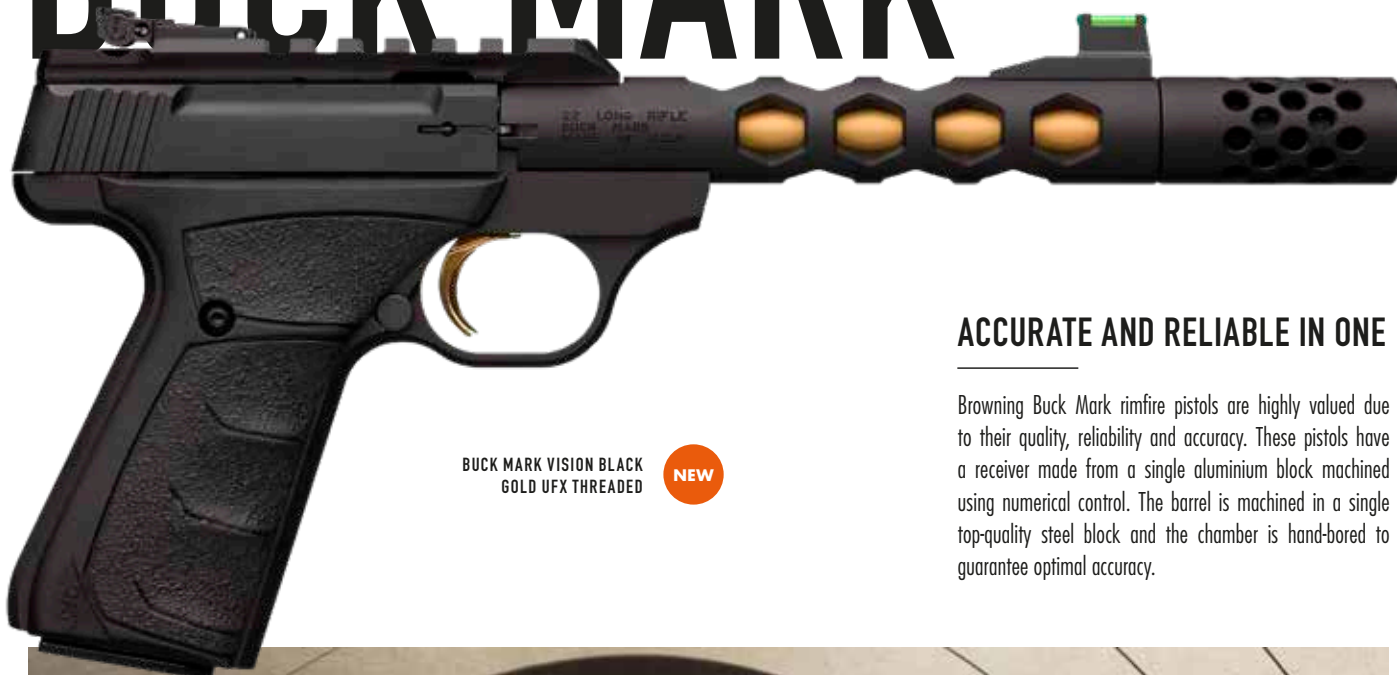 BUCK MARK
22 LONG RIFLE
BUCK MARK
ACCURATE AND RELIABLE IN ONE
Browning Buck Mark rimfire pistols are highly valued due
to their quality, reliability and accuracy. These pistols have
a receiver made from a single aluminium block machined
using numerical control. The barrel is machined in a single
top-quality steel block and the chamber is hand-bored to
guarantee optimal accuracy.
BUCK MARK VISION BLACK
GOLD UFX THREADED
NEW